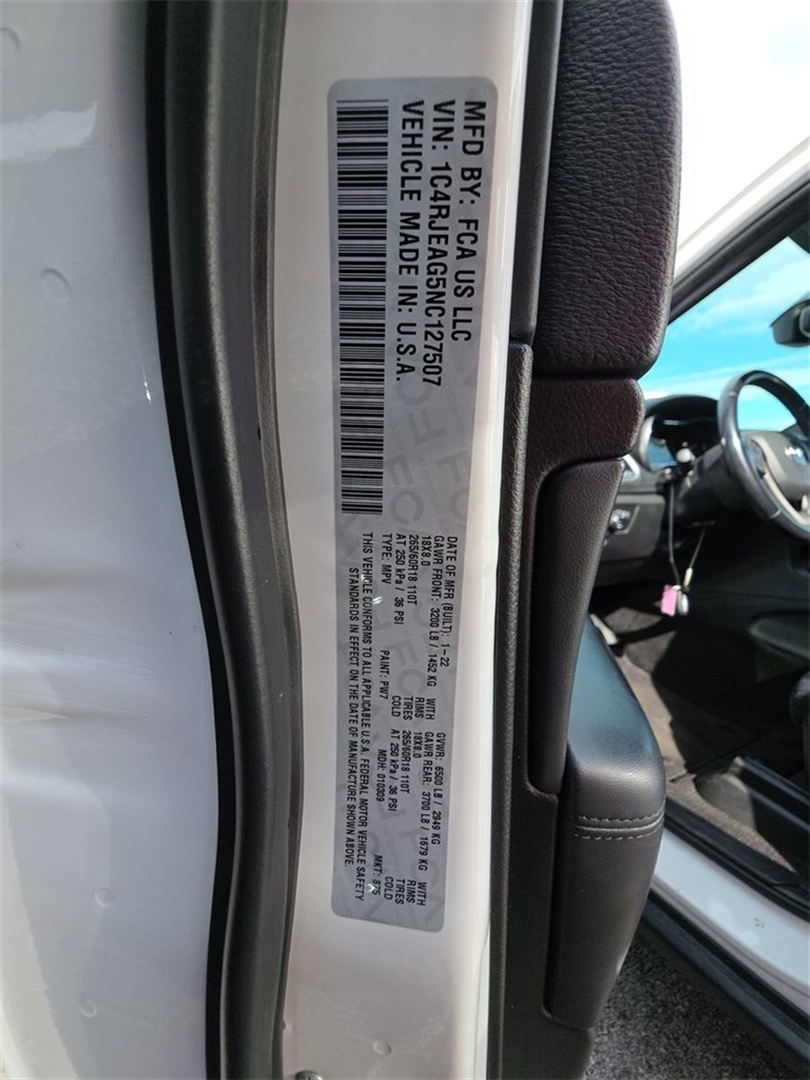 MFD BY: FCA US LLC
VIN: 1C4RJEAG5NC127507
VEHICLE MADE IN: U.S.A.
DATE OF MFR (BUILT): 1-22 GVWR: 6500 LB / 2949 KG
GAWR FRONT: 3200 LB / 1452 KG WITH GAWR REAR: 3700 LB / 1679 KG WITH
18X8.0 RIMS 18X8.0 RIMS
265/60R18 110T TIRES 265/60R18 110T TIRES
AT 250 kPa / 36 PSI COLD AT 250 kPa / 36 PSI COLD
TYPE: MPV PAINT: PW7 MDH: 010309 MKT: 875
THIS VEHICLE CONFORMS TO ALL APPLICABLE U.S.A. FEDERAL MOTOR VEHICLE SAFETY
STANDARDS IN EFFECT ON THE DATE OF MANUFACTURE SHOWN ABOVE.